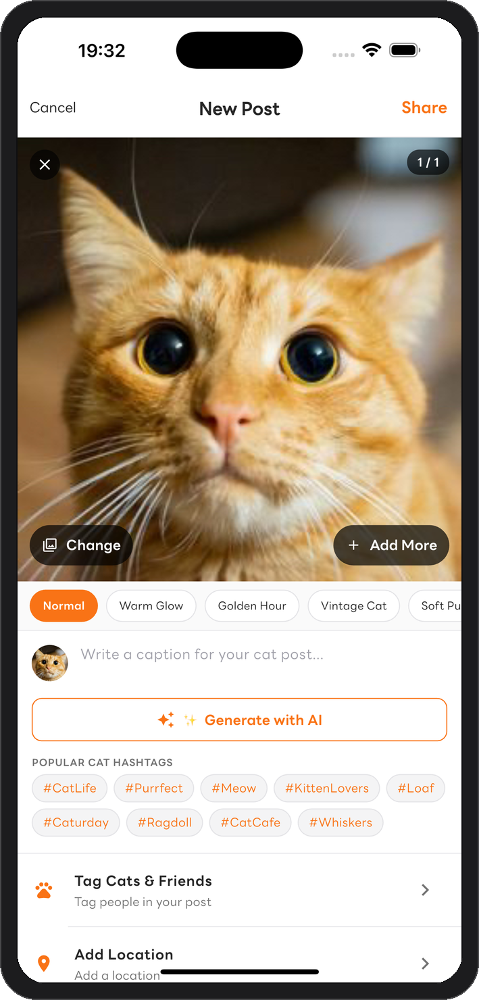 19:32
Cancel New Post Share
1 / 1
Change Add More
Normal Warm Glow Golden Hour Vintage Cat Soft Pu
Write a caption for your cat post...
✨ Generate with AI
POPULAR CAT HASHTAGS
#CatLife #Purrfect #Meow #KittenLovers #Loaf
#Caturday #Ragdoll #CatCafe #Whiskers
Tag Cats & Friends
Tag people in your post
Add Location
Add a location